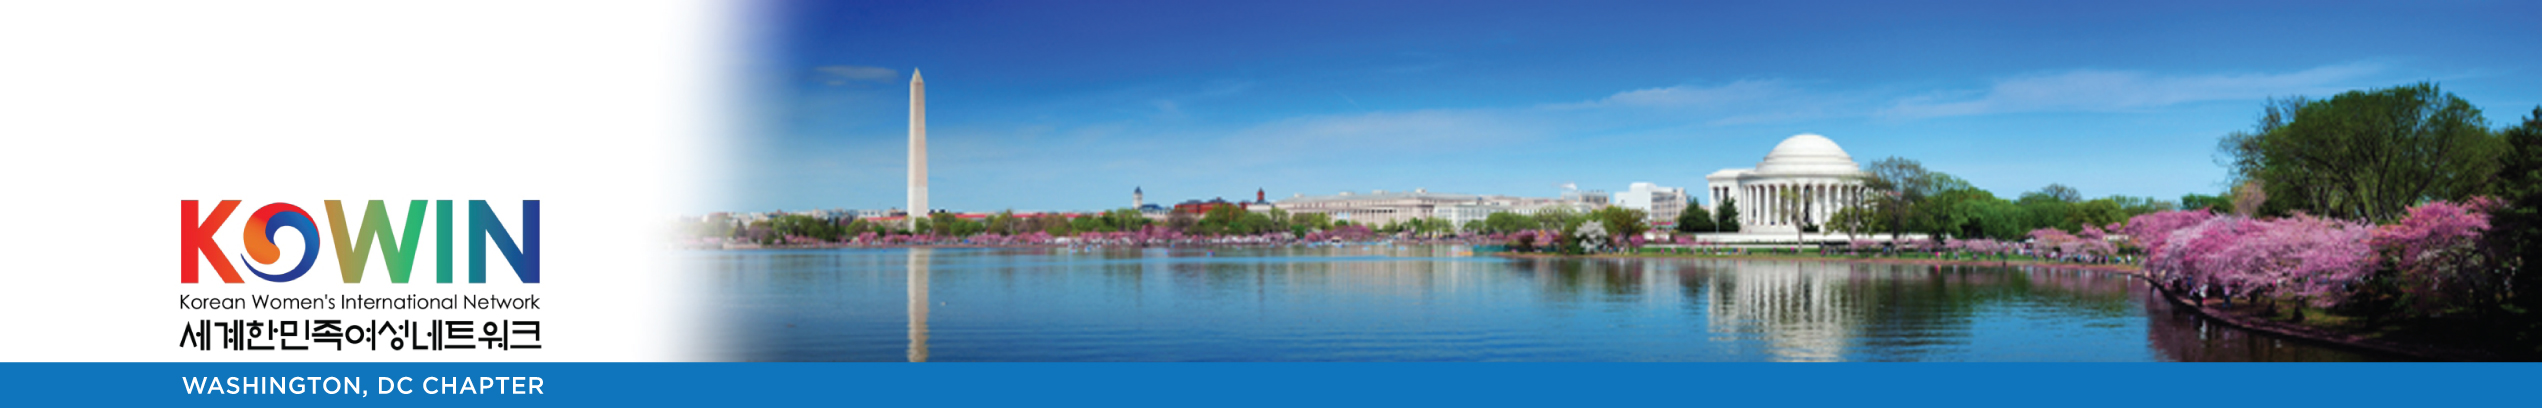 KOWIN
Korean Women's International Network
세계한민족여성네트워크
WASHINGTON, DC CHAPTER